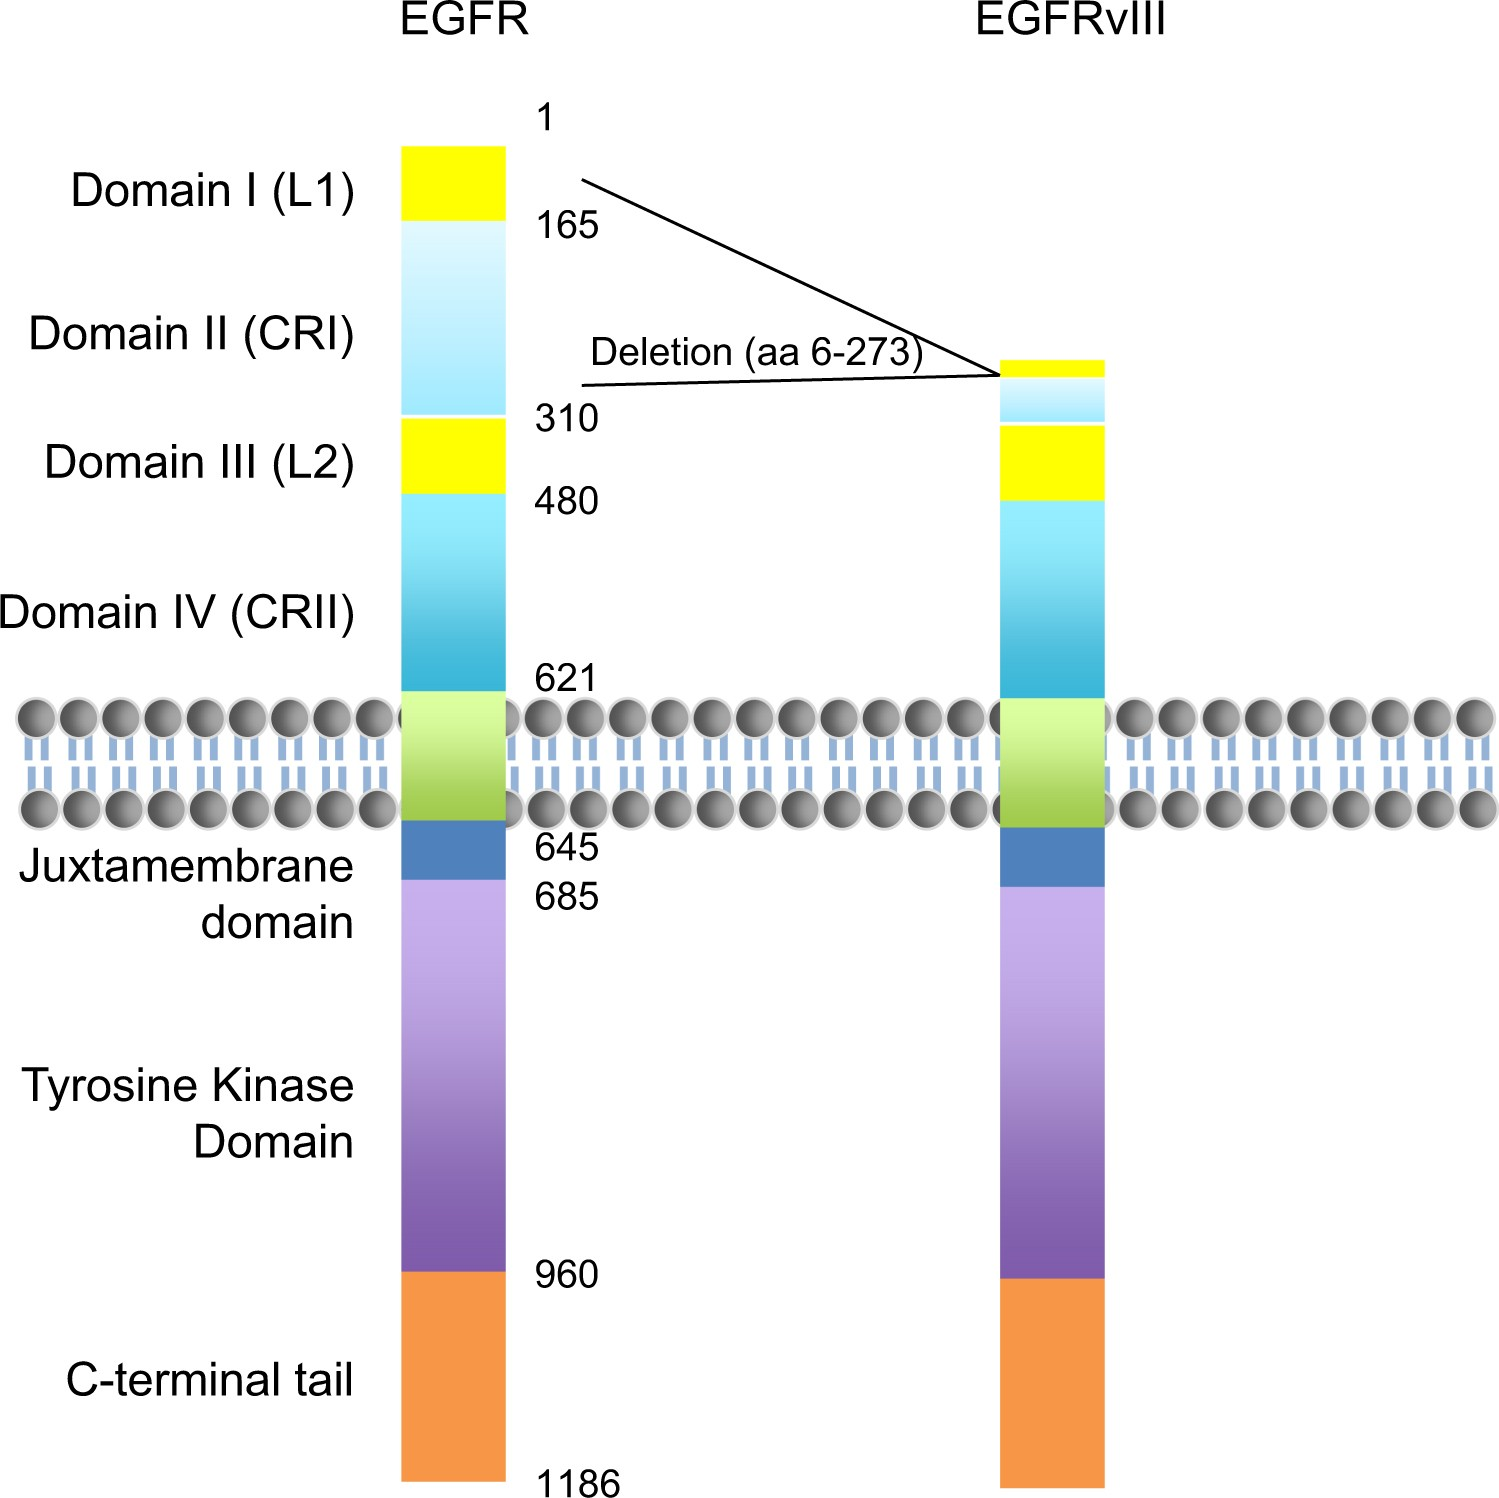 EGFR
EGFRvIII
1
Domain I (L1)
165
Domain II (CRI)
Deletion (aa 6-273)
310
Domain III (L2)
480
Domain IV (CRII)
621
645
Juxtamembrane
domain
685
Tyrosine Kinase
Domain
960
C-terminal tail
1186